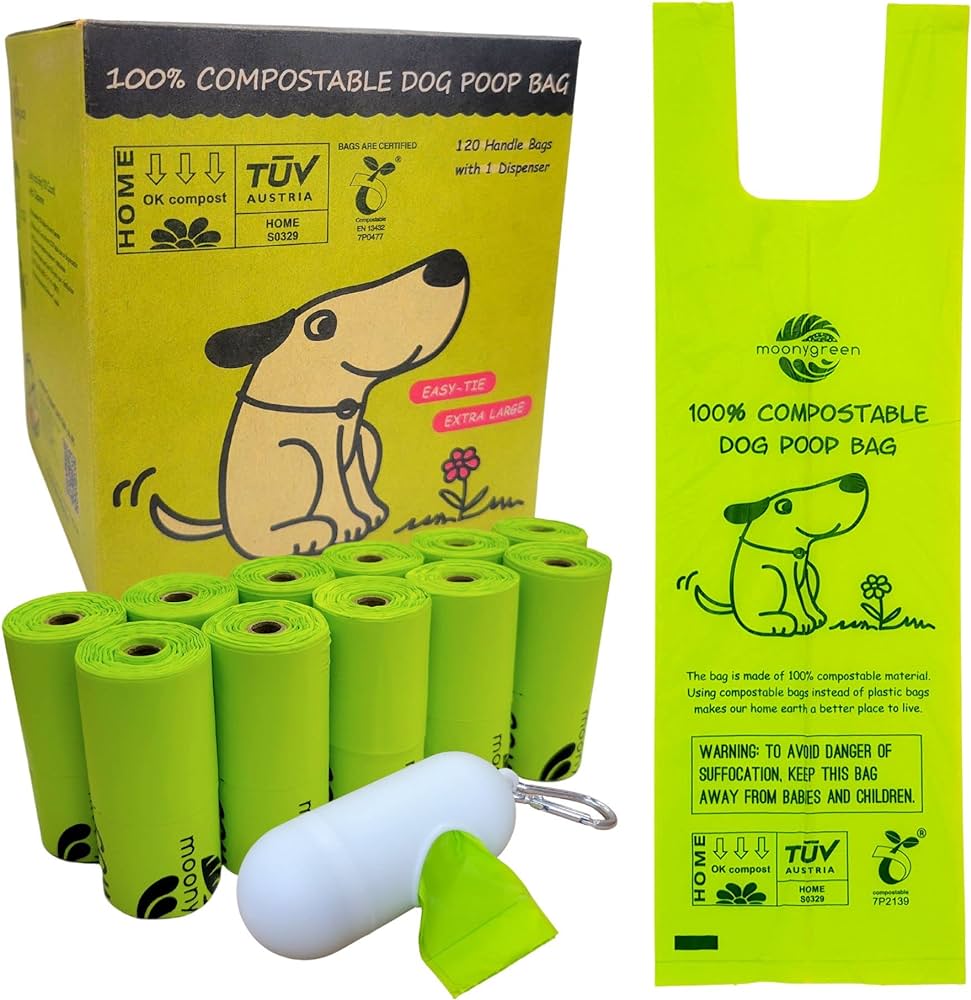 100% COMPOSTABLE DOG POOP BAG
120 Handle Bags
with 1 Dispenser
HOME
OK compost
TÜV
AUSTRIA
HOME
S0329
BAGS ARE CERTIFIED
®
Compostable
EN 13432
7P0477
EASY-TIE
EXTRA LARGE
moony
moonygreen
100% COMPOSTABLE
DOG POOP BAG
The bag is made of 100% compostable material.
Using compostable bags instead of plastic bags
makes our home earth a better place to live.
WARNING: TO AVOID DANGER OF
SUFFOCATION, KEEP THIS BAG
AWAY FROM BABIES AND CHILDREN.
HOME
OK compost
TÜV
AUSTRIA
HOME
S0329
®
compostable
7P2139